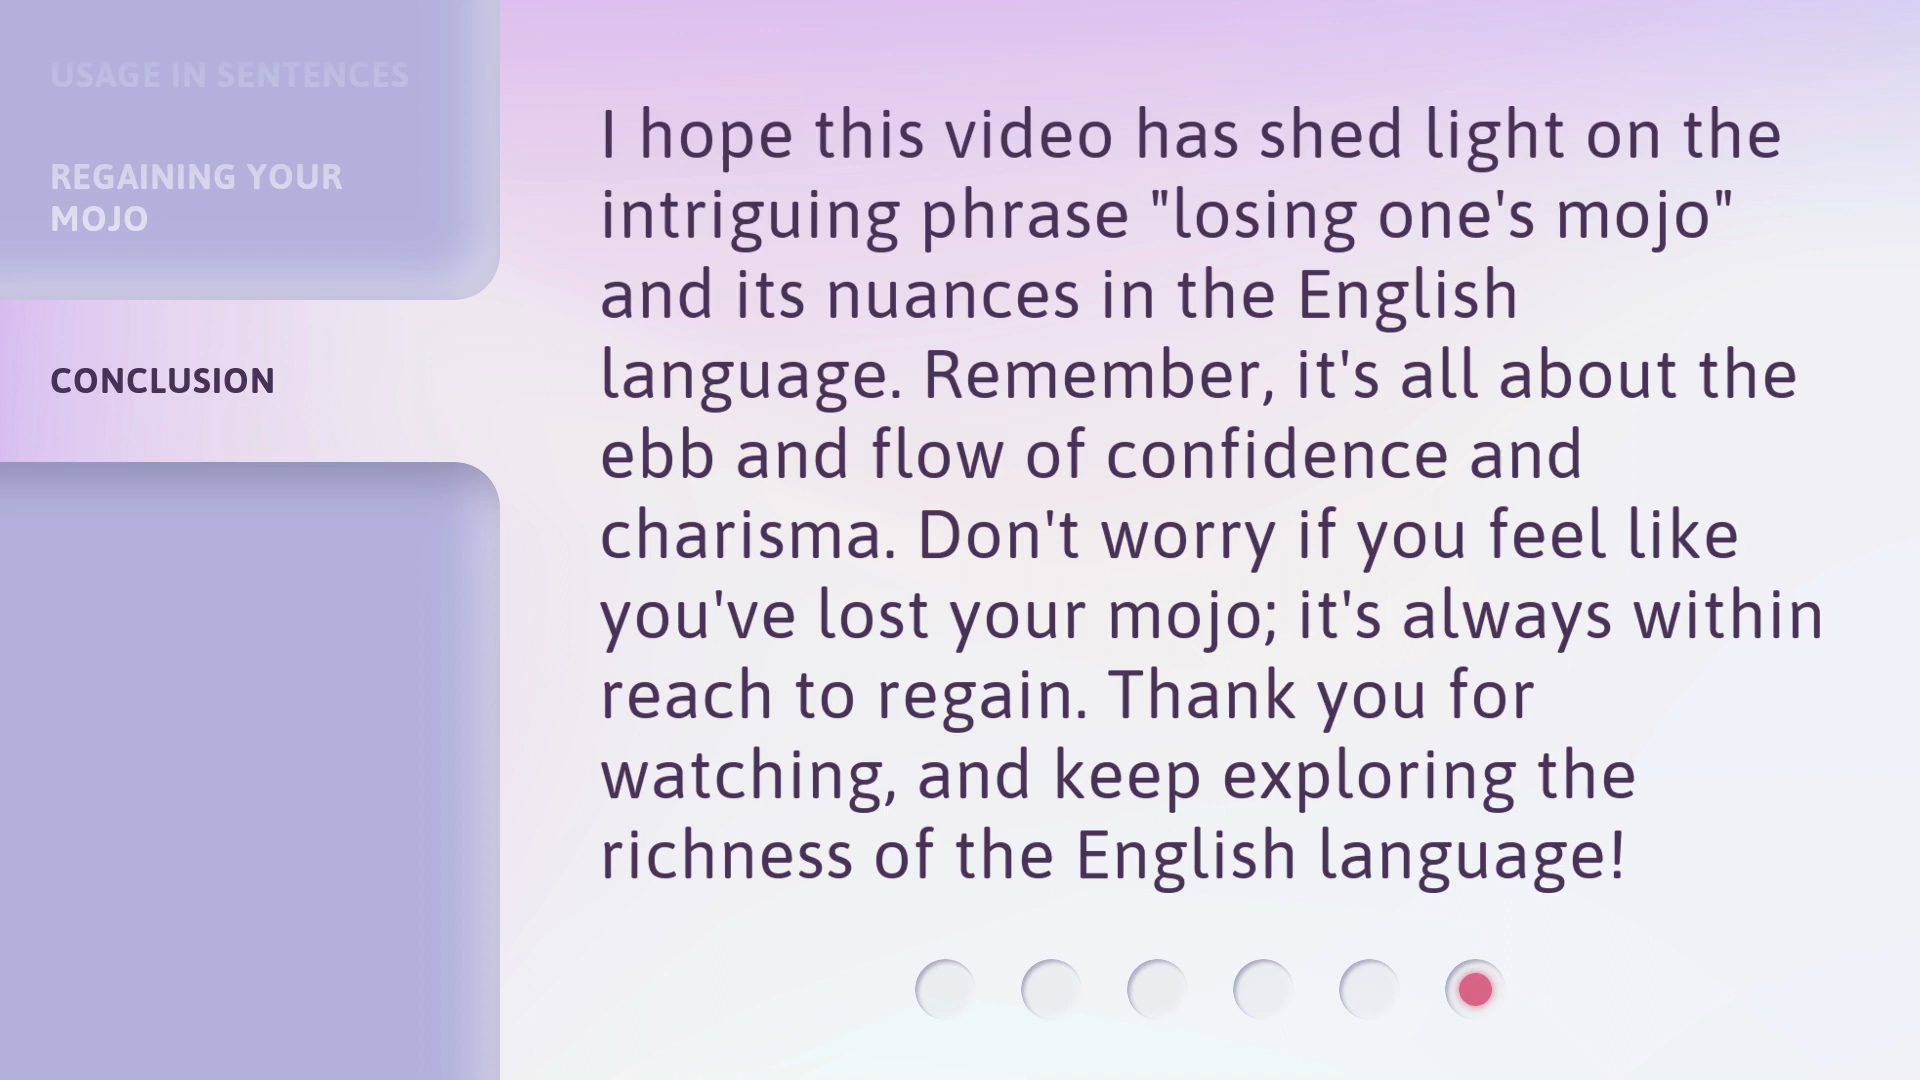 USAGE IN SENTENCES
REGAINING YOUR
MOJO
CONCLUSION
I hope this video has shed light on the
intriguing phrase "losing one's mojo"
and its nuances in the English
language. Remember, it's all about the
ebb and flow of confidence and
charisma. Don't worry if you feel like
you've lost your mojo; it's always within
reach to regain. Thank you for
watching, and keep exploring the
richness of the English language!